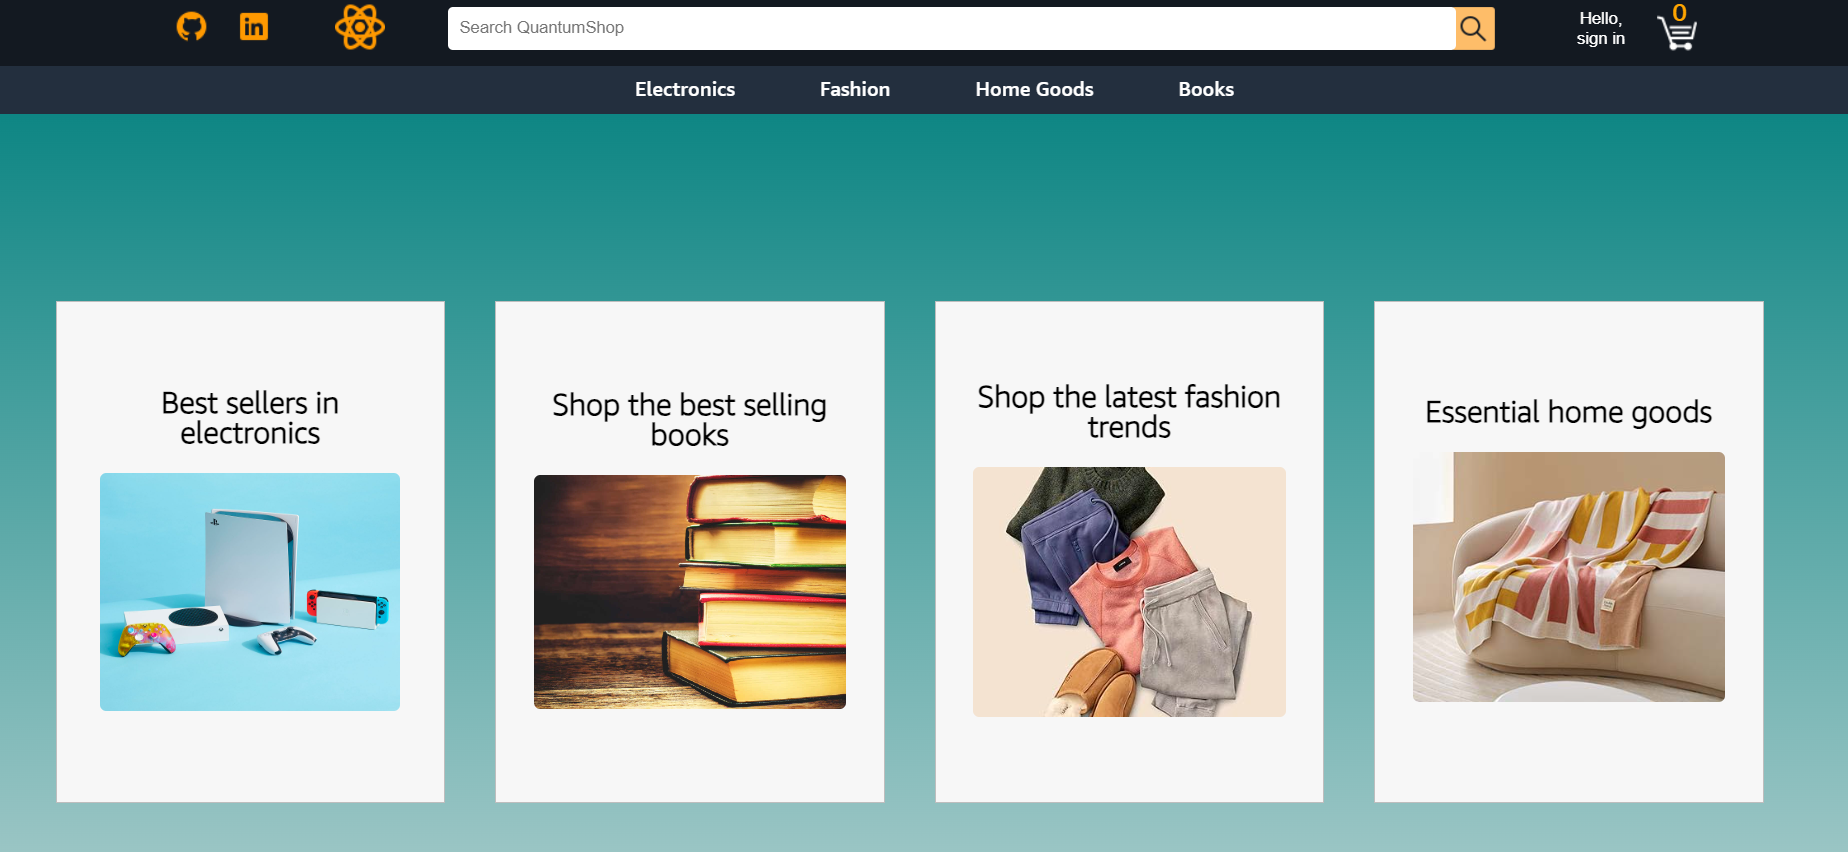 Search QuantumShop
Hello,
sign in
0
Electronics
Fashion
Home Goods
Books
Best sellers in
electronics
Shop the best selling
books
Shop the latest fashion
trends
Essential home goods